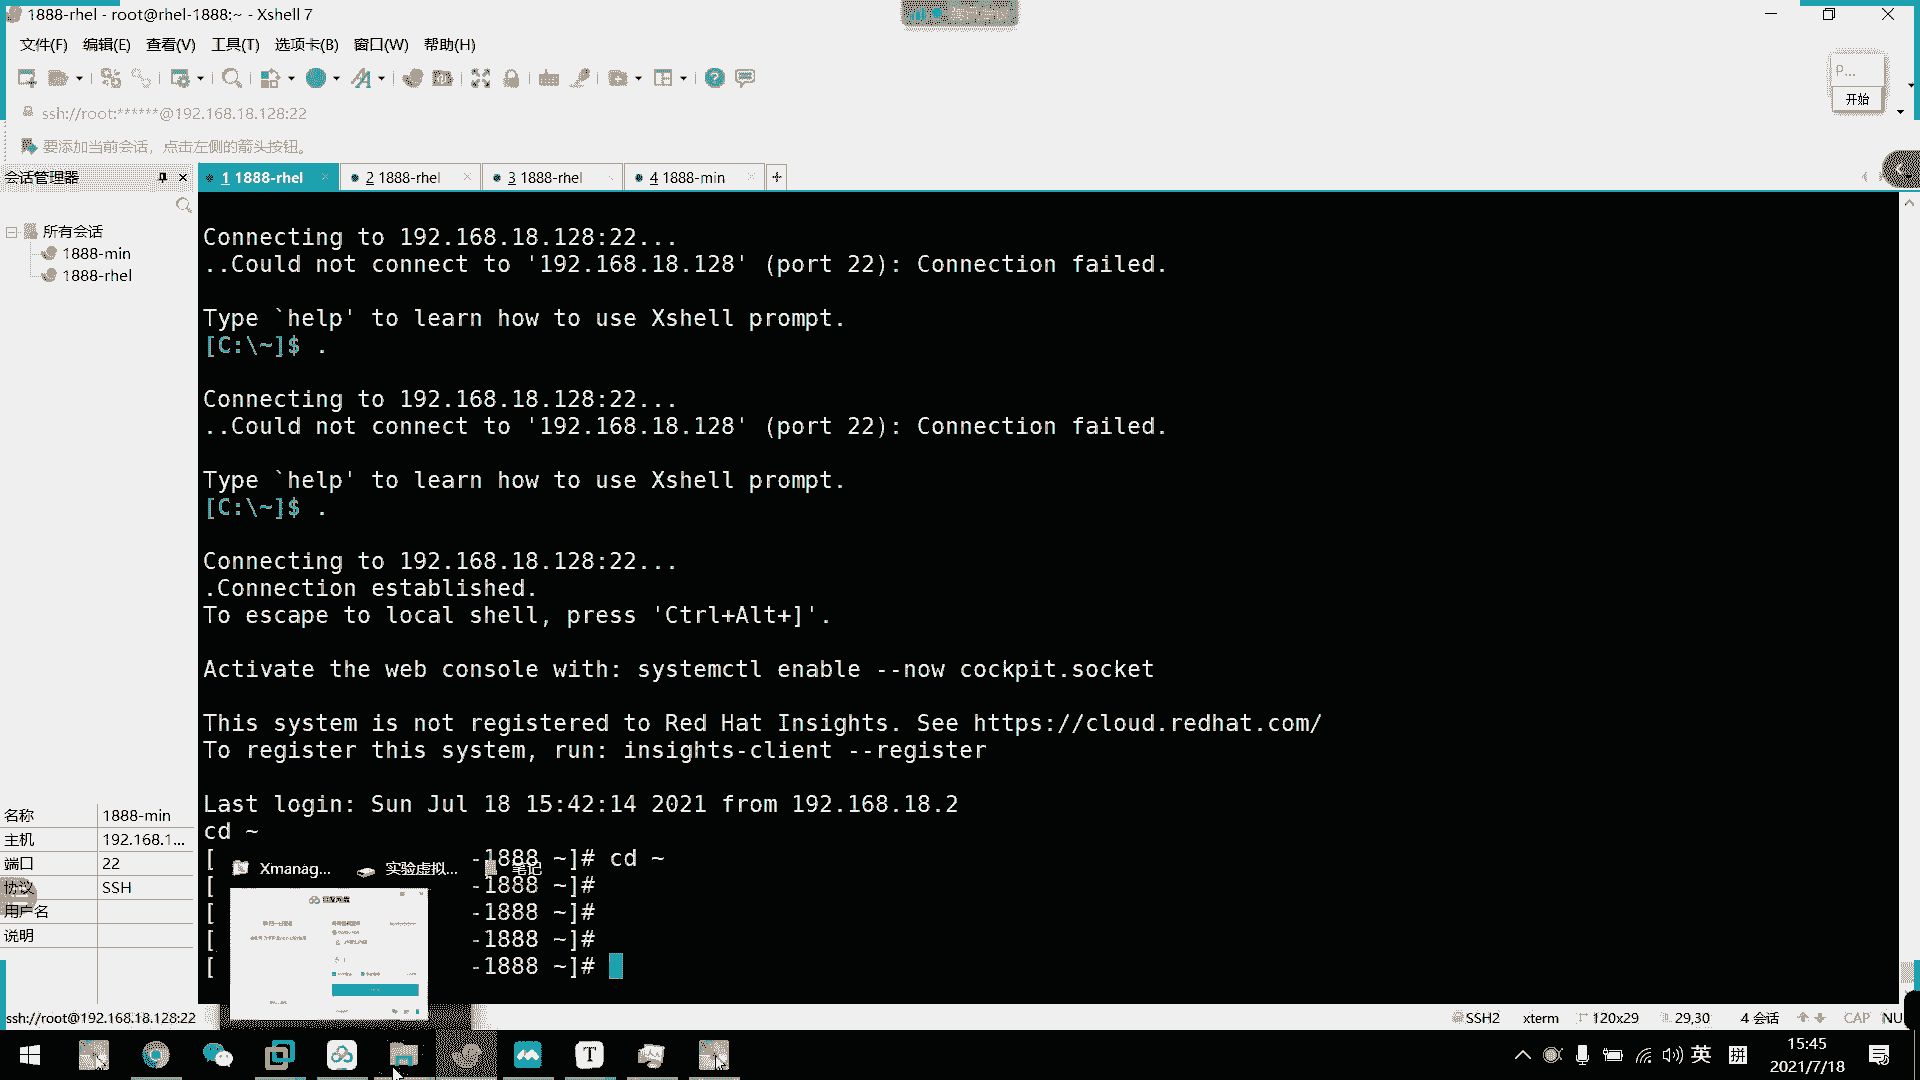 1888-rhel - root@rhel-1888:~ - Xshell 7
文件(F) 编辑(E) 查看(V) 工具(T) 选项卡(B) 窗口(W) 帮助(H)
P...
开始
ssh://root:******@192.168.18.128:22
要添加当前会话，点击左侧的箭头按钮。
会话管理器
1 1888-rhel 2 1888-rhel 3 1888-rhel 4 1888-min
所有会话
1888-min
1888-rhel
Connecting to 192.168.18.128:22...
..Could not connect to '192.168.18.128' (port 22): Connection failed.
Type `help' to learn how to use Xshell prompt.
[C:\~]$ .
Connecting to 192.168.18.128:22...
..Could not connect to '192.168.18.128' (port 22): Connection failed.
Type `help' to learn how to use Xshell prompt.
[C:\~]$ .
Connecting to 192.168.18.128:22...
.Connection established.
To escape to local shell, press 'Ctrl+Alt+]'.
Activate the web console with: systemctl enable --now cockpit.socket
This system is not registered to Red Hat Insights. See https://cloud.redhat.com/
To register this system, run: insights-client --register
Last login: Sun Jul 18 15:42:14 2021 from 192.168.18.2
cd ~
[ -1888 ~]# cd ~
[ -1888 ~]#
[ -1888 ~]#
[ -1888 ~]#
[ -1888 ~]#
Xmanag... 实验虚拟... 笔记
名称 1888-min
主机 192.168.1...
端口 22
协议 SSH
用户名
说明
ssh://root@192.168.18.128:22
SSH2 xterm 120x29 29,30 4 会话 CAP NU
英 拼
15:45
2021/7/18